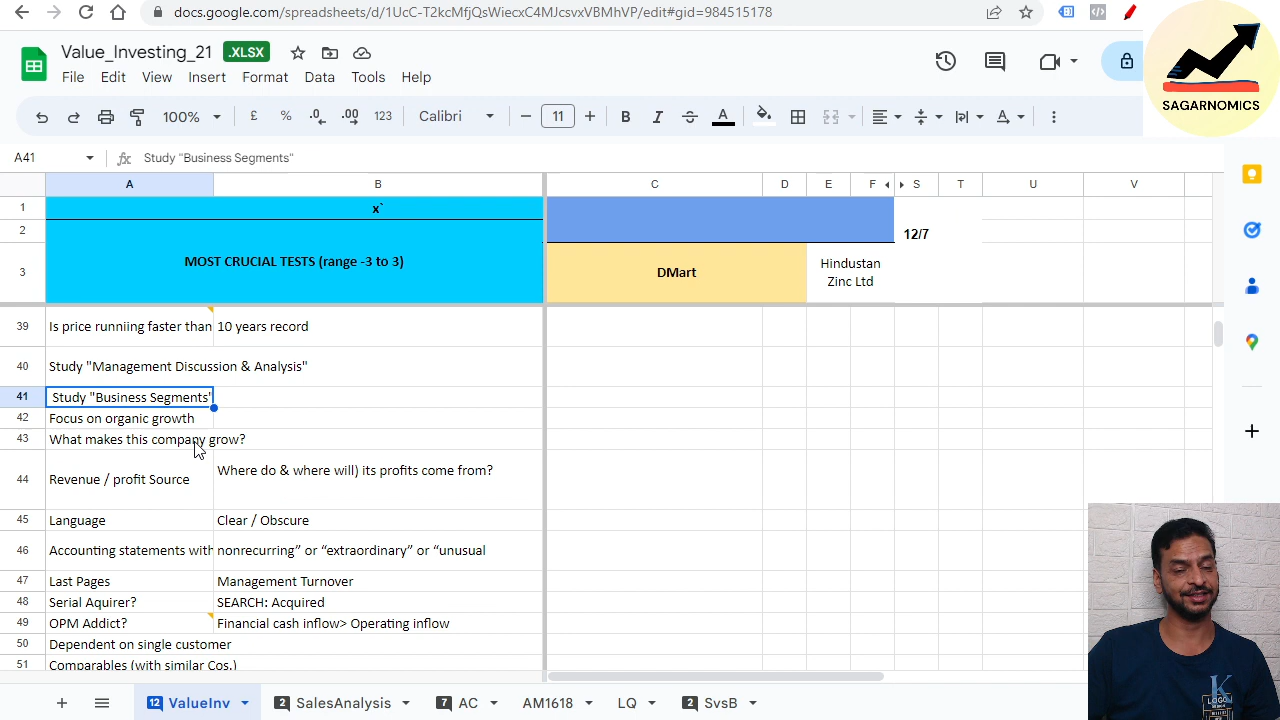 docs.google.com/spreadsheets/d/1UcC-T2kcMfjQsWiecxC4MJcsvxVBMhVP/edit#gid=984515178
Value_Investing_21 .XLSX
File Edit View Insert Format Data Tools Help
SAGARNOMICS
100% £ % .0 .00 123 Calibri 11 B I S A
A41 fx Study "Business Segments"
A B C D E F S T U V
1 x`
2 12/7
3 MOST CRUCIAL TESTS (range -3 to 3) DMart Hindustan Zinc Ltd
39 Is price runniing faster than 10 years record
40 Study "Management Discussion & Analysis"
41 Study "Business Segments"
42 Focus on organic growth
43 What makes this company grow?
44 Revenue / profit Source Where do & where will) its profits come from?
45 Language Clear / Obscure
46 Accounting statements with nonrecurring” or “extraordinary” or “unusual
47 Last Pages Management Turnover
48 Serial Aquirer? SEARCH: Acquired
49 OPM Addict? Financial cash inflow> Operating inflow
50 Dependent on single customer
51 Comparables (with similar Cos.)
K
LOGO
12 ValueInv 2 SalesAnalysis 7 AC AM1618 LQ 2 SvsB